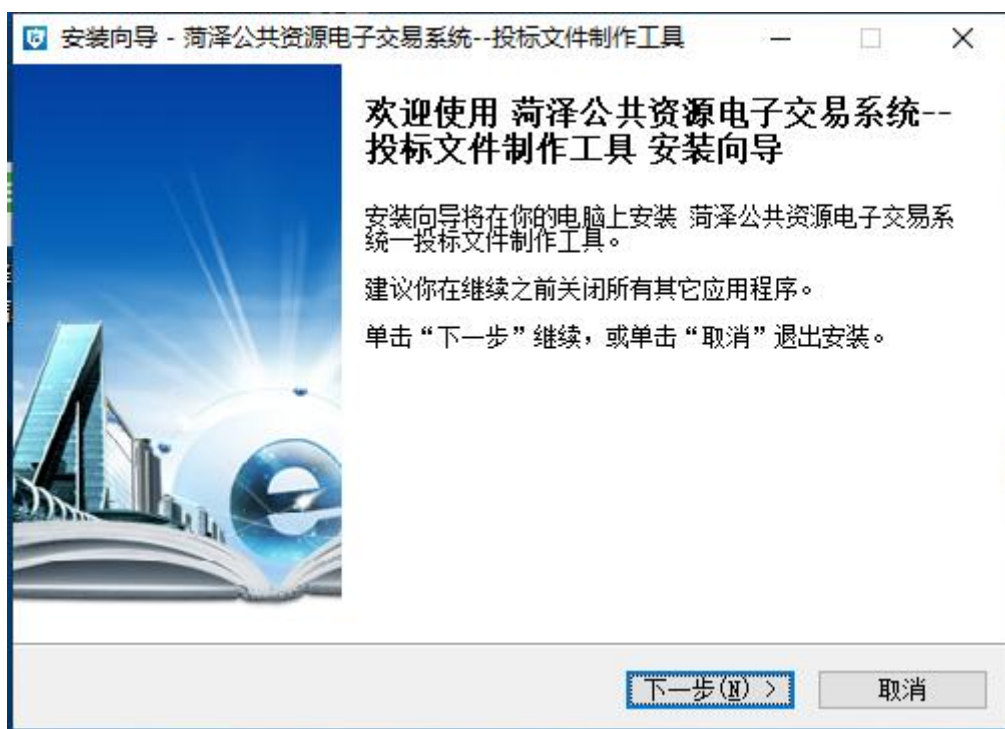 安装向导 - 菏泽公共资源电子交易系统--投标文件制作工具
欢迎使用 菏泽公共资源电子交易系统--
投标文件制作工具 安装向导
安装向导将在你的电脑上安装 菏泽公共资源电子交易系
统—投标文件制作工具。
建议你在继续之前关闭所有其它应用程序。
单击“下一步”继续，或单击“取消”退出安装。
下一步(N) >
取消